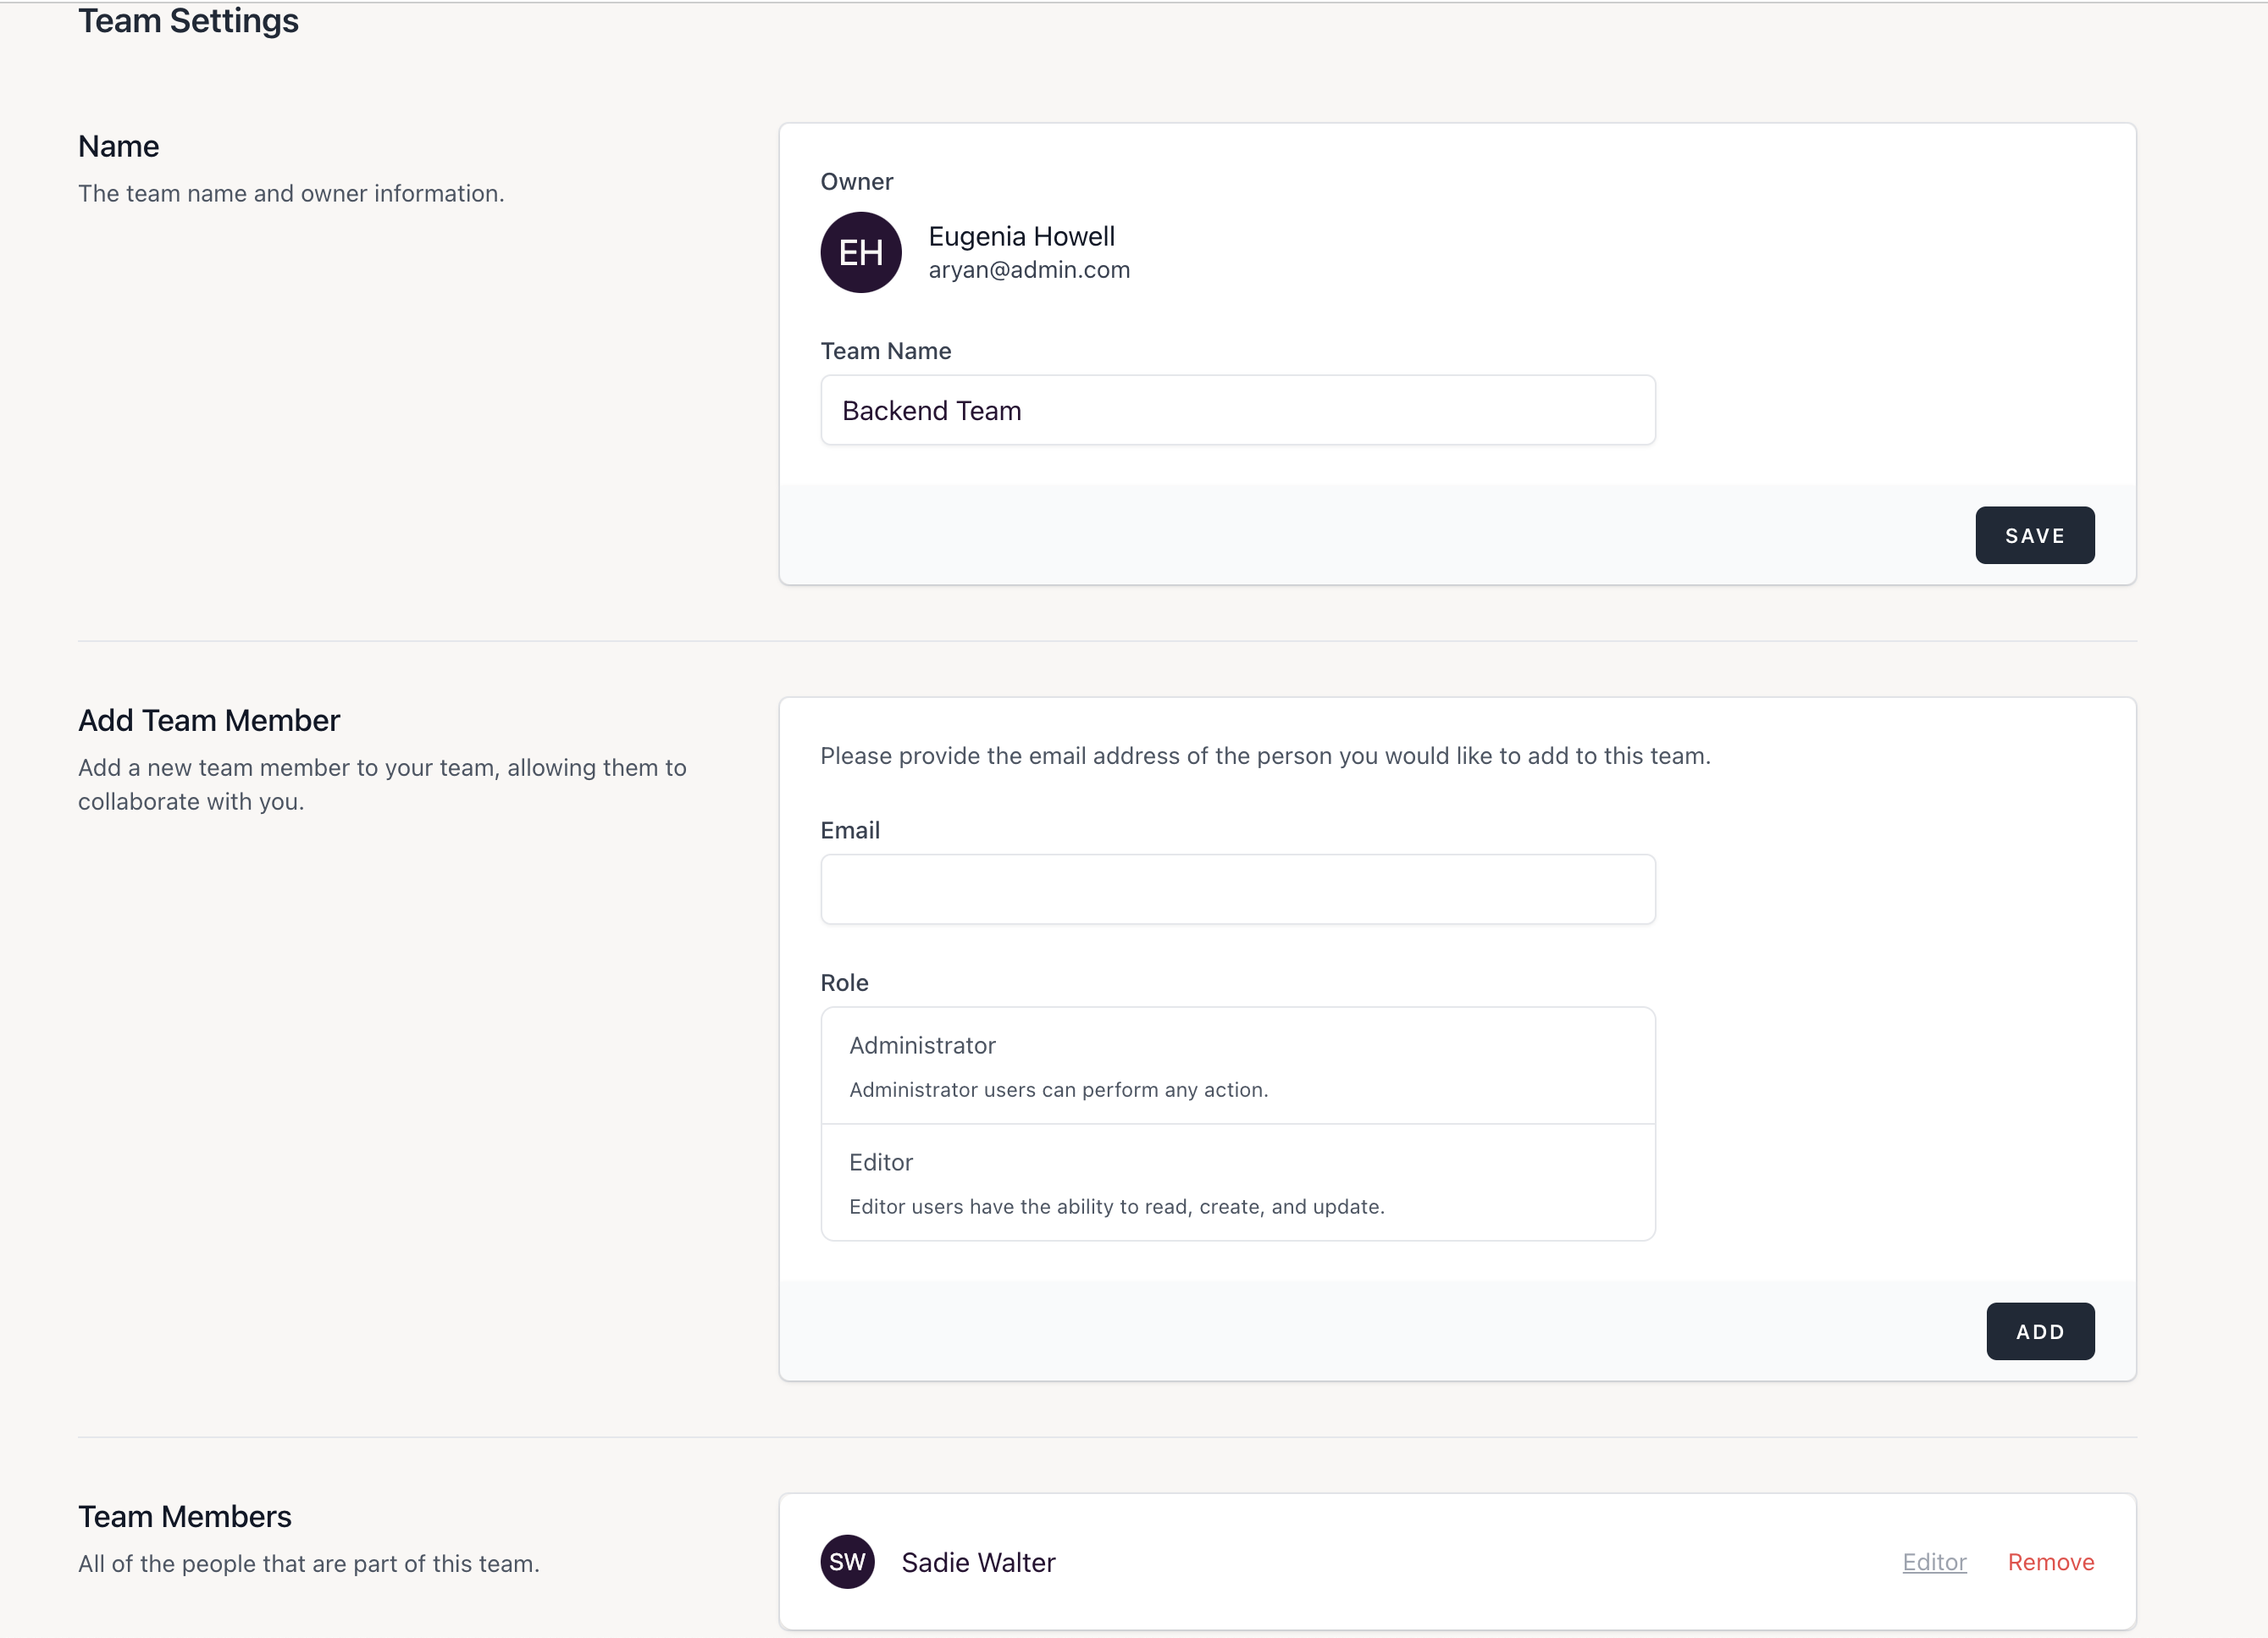 Team Settings
Name
The team name and owner information.
Owner
EH
Eugenia Howell
aryan@admin.com
Team Name
Backend Team
SAVE
Add Team Member
Add a new team member to your team, allowing them to
collaborate with you.
Please provide the email address of the person you would like to add to this team.
Email
Role
Administrator
Administrator users can perform any action.
Editor
Editor users have the ability to read, create, and update.
ADD
Team Members
All of the people that are part of this team.
SW Sadie Walter Editor Remove